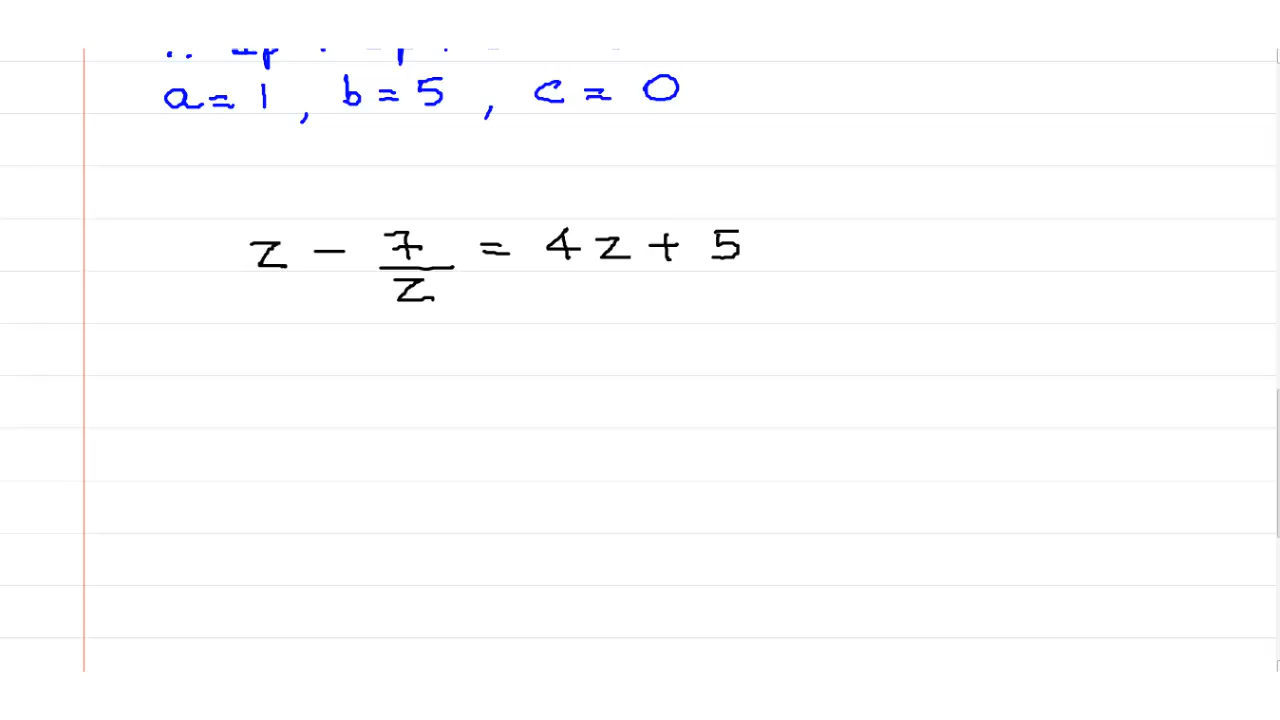 a = 1 , b = 5 , c = 0
z - 7/z = 4z + 5